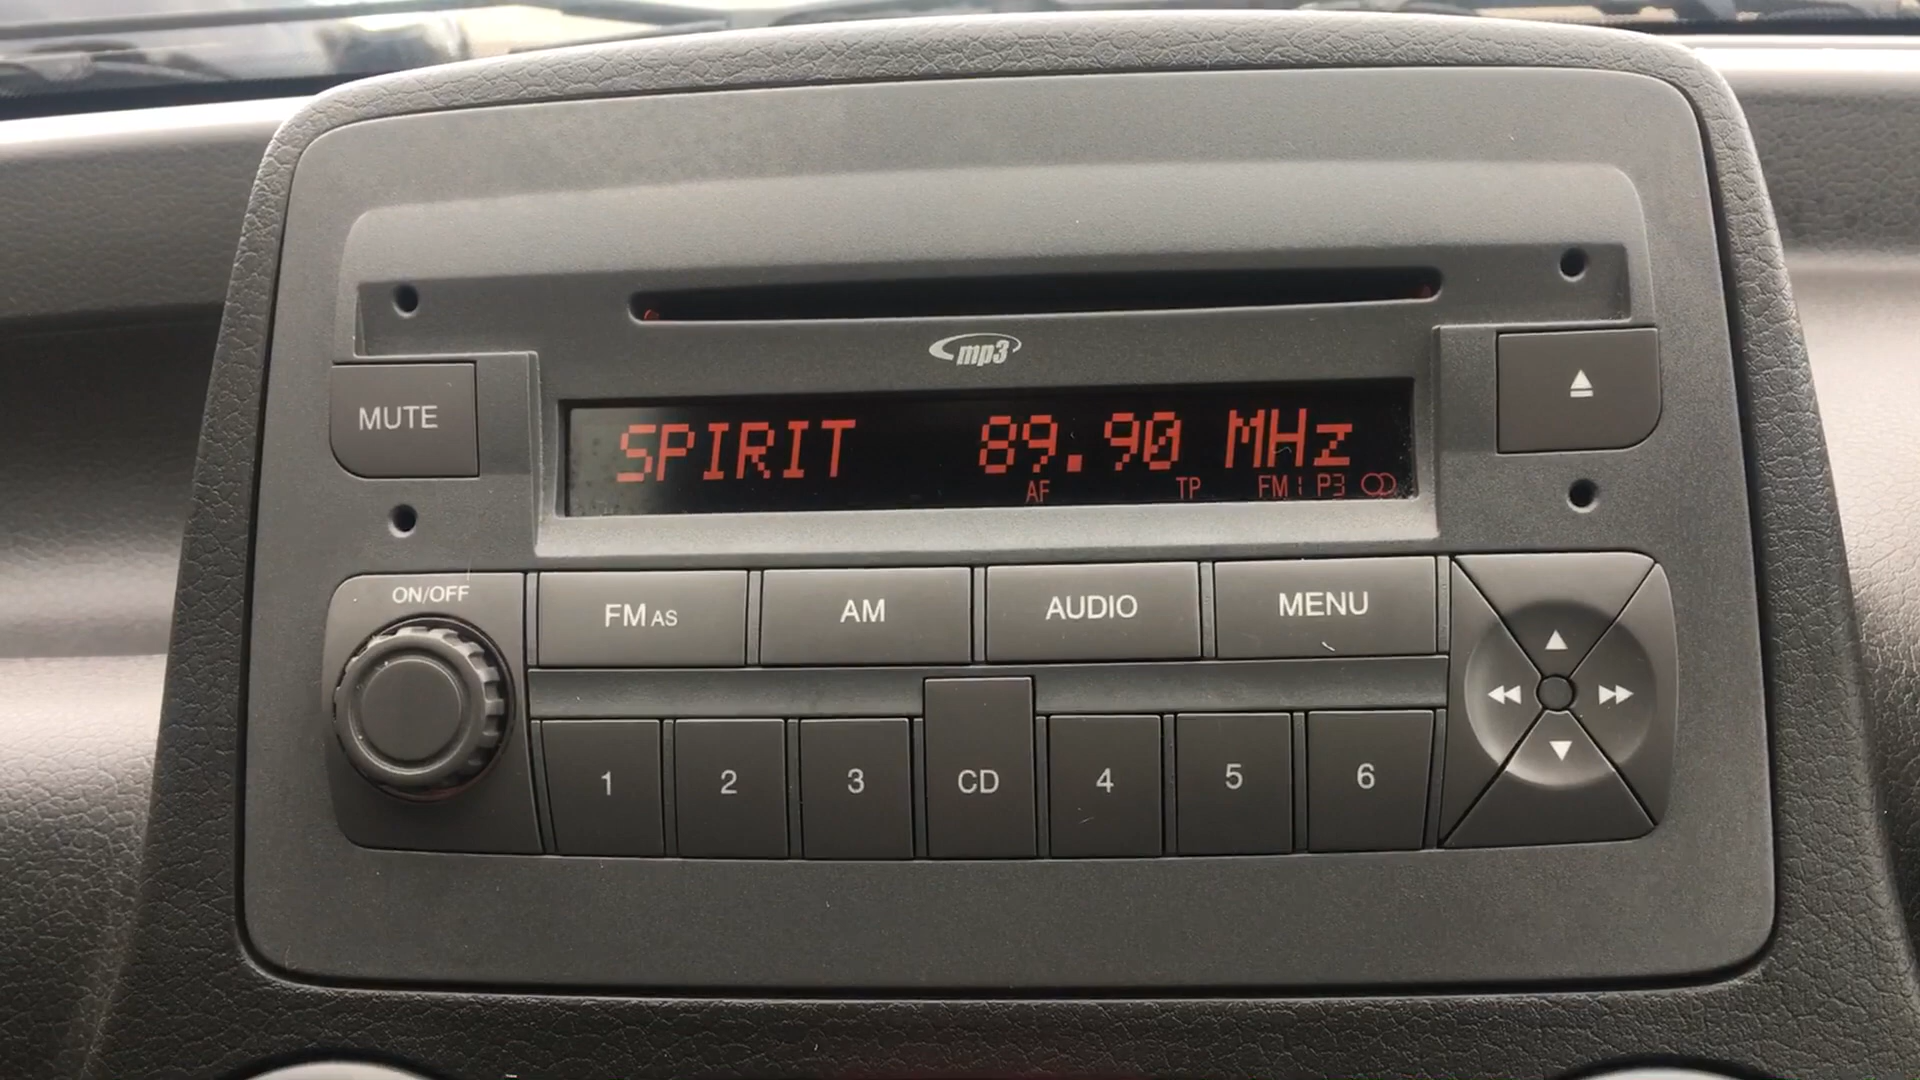 mp3
MUTE
SPIRIT 89.90 MHz
AF TP FM1 P3
ON/OFF
FM AS AM AUDIO MENU
1 2 3 CD 4 5 6